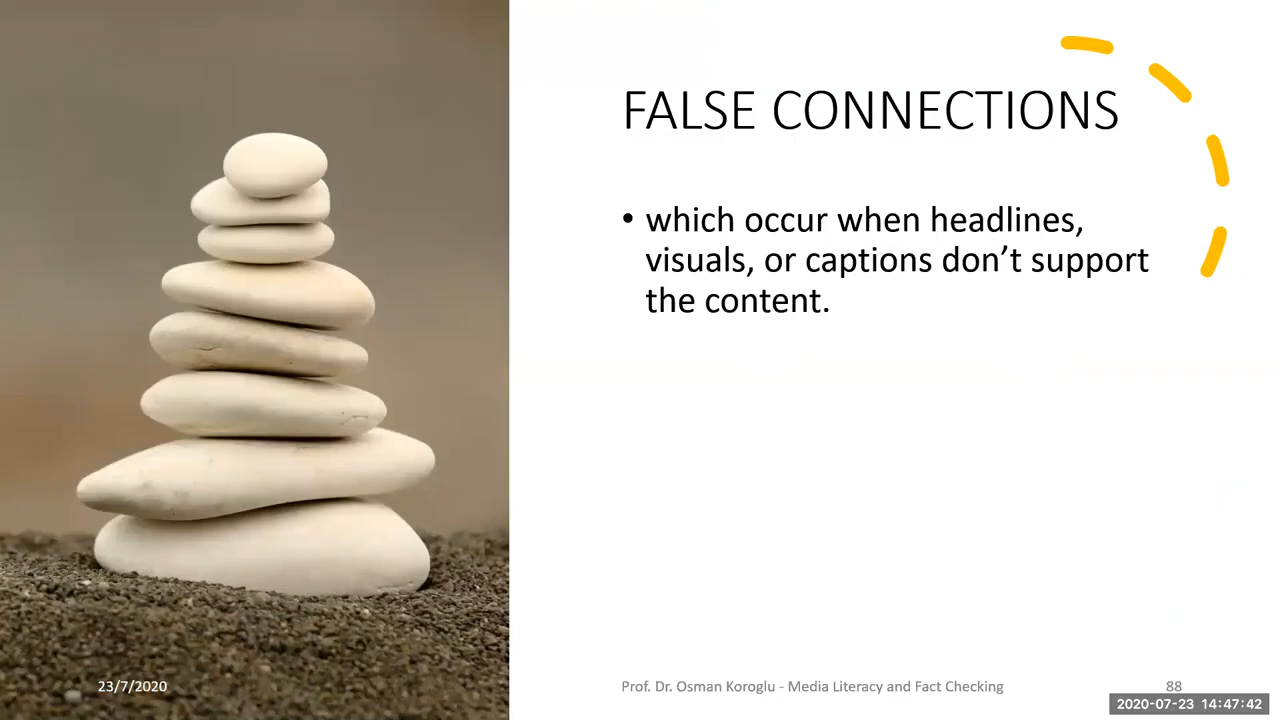 FALSE CONNECTIONS
• which occur when headlines,
visuals, or captions don’t support
the content.
23/7/2020
Prof. Dr. Osman Koroglu - Media Literacy and Fact Checking
88
2020-07-23 14:47:42